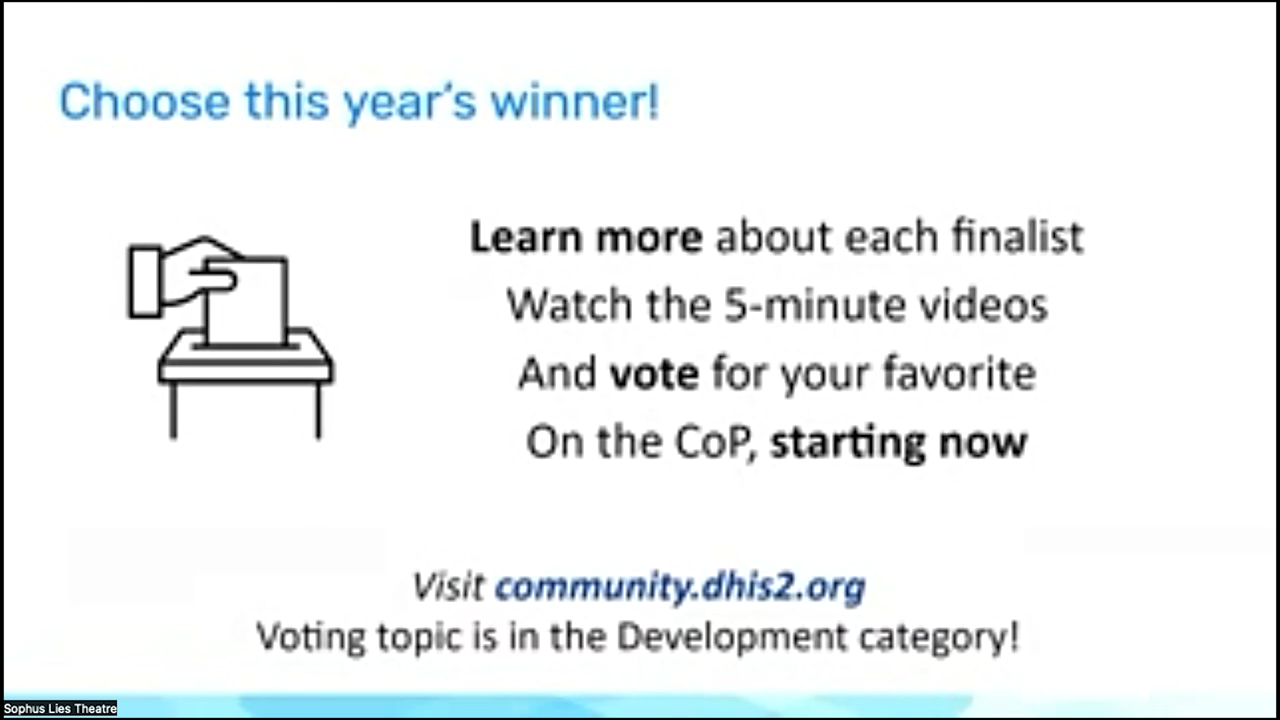 Choose this year's winner!
Learn more about each finalist
Watch the 5-minute videos
And vote for your favorite
On the CoP, starting now
Visit community.dhis2.org
Voting topic is in the Development category!
Sophus Lies Theatre